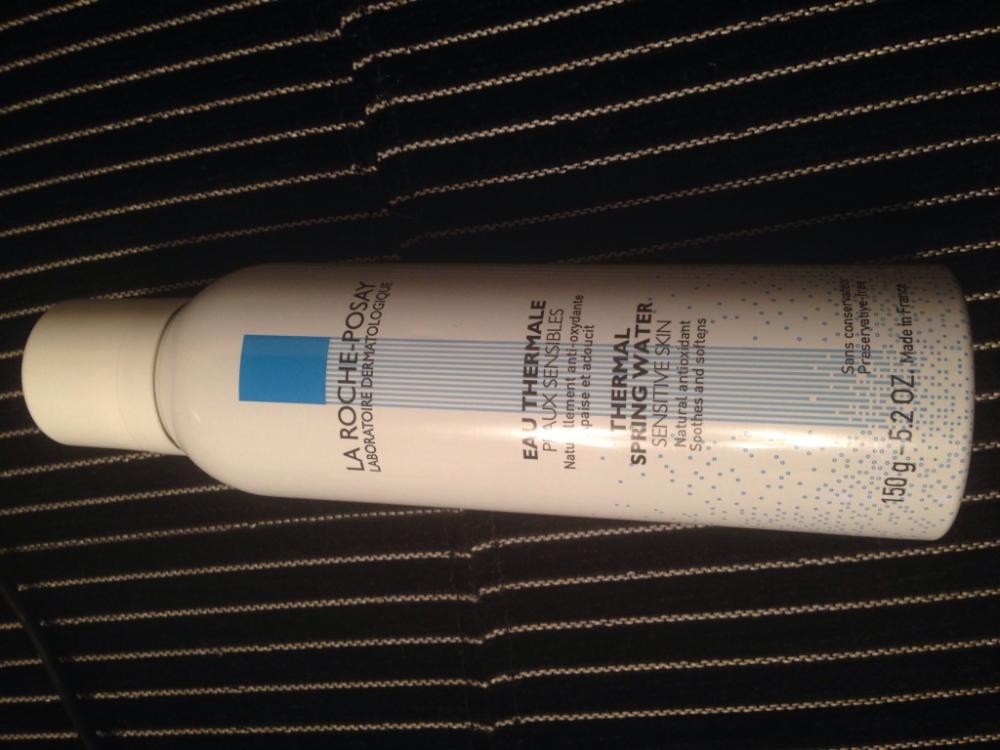 LA ROCHE-POSAY
LABORATOIRE DERMATOLOGIQUE
EAU THERMALE
PEAUX SENSIBLES
Naturellement anti-oxydante
apaise et adoucit
THERMAL
SPRING WATER
SENSITIVE SKIN
Natural antioxidant
Soothes and softens
Sans conservateur
Preservative-free
150 g - 5.2 OZ. Made in France